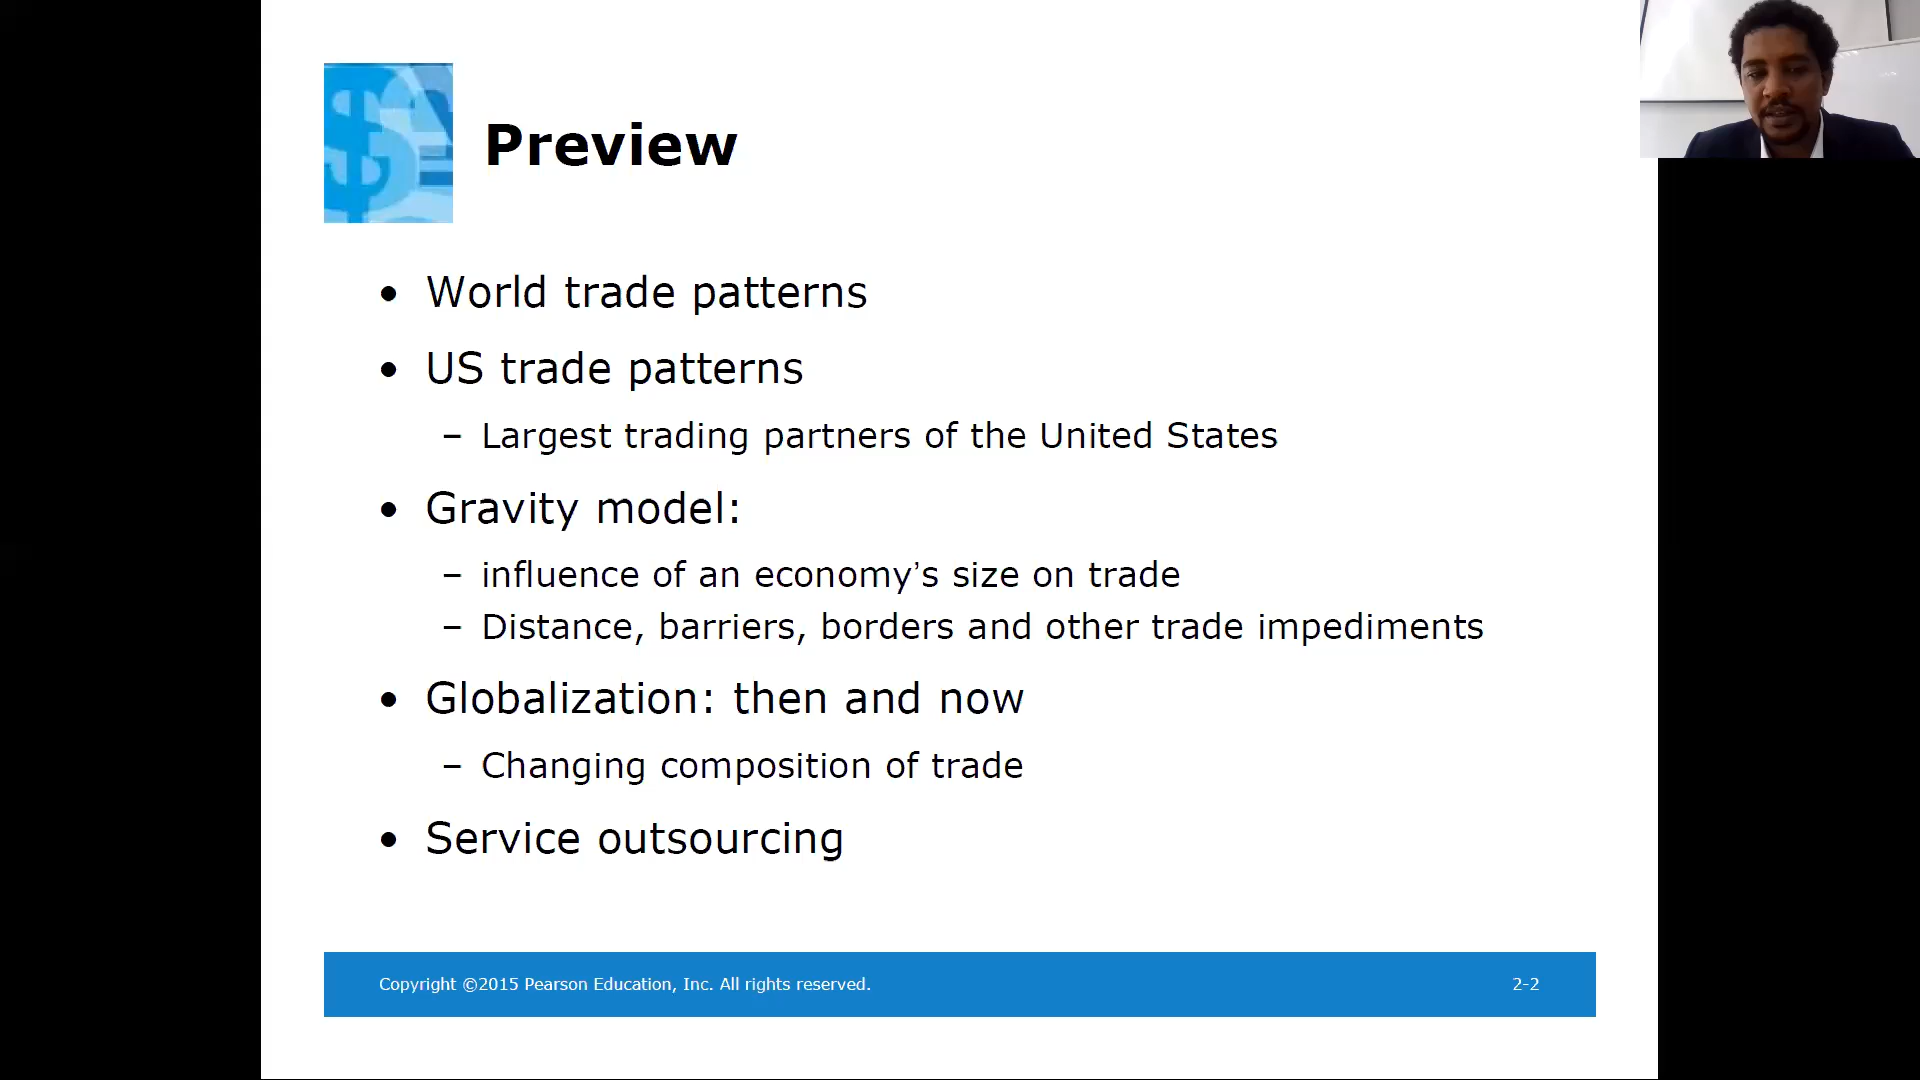 Preview
• World trade patterns
• US trade patterns
– Largest trading partners of the United States
• Gravity model:
– influence of an economy’s size on trade
– Distance, barriers, borders and other trade impediments
• Globalization: then and now
– Changing composition of trade
• Service outsourcing
Copyright ©2015 Pearson Education, Inc. All rights reserved.
2-2